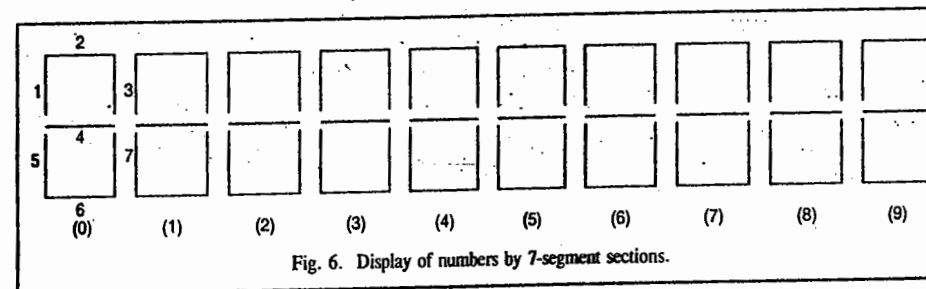 2
1 3
4
5 7
6
(0) (1) (2) (3) (4) (5) (6) (7) (8) (9)
Fig. 6. Display of numbers by 7-segment sections.